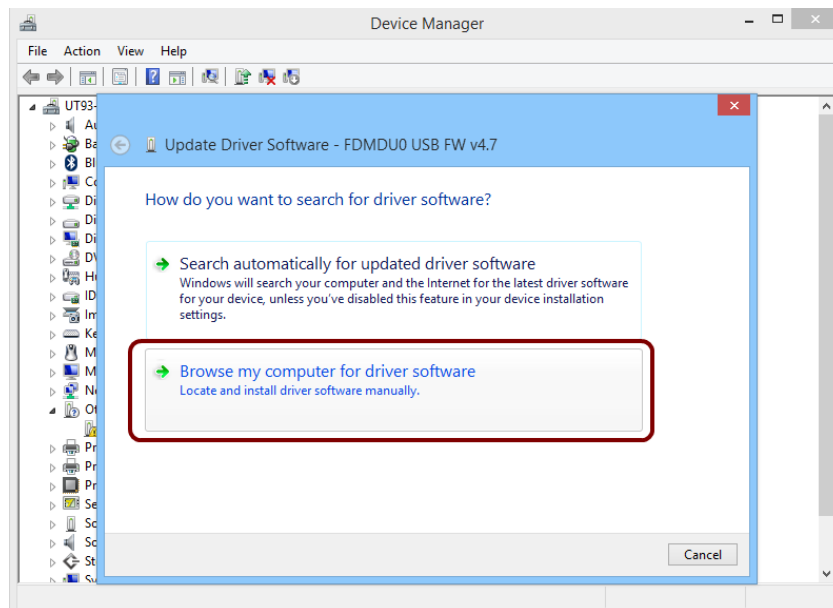 Device Manager
File Action View Help
UT93-
Update Driver Software - FDMDU0 USB FW v4.7
How do you want to search for driver software?
Search automatically for updated driver software
Windows will search your computer and the Internet for the latest driver software
for your device, unless you've disabled this feature in your device installation
settings.
Browse my computer for driver software
Locate and install driver software manually.
Cancel